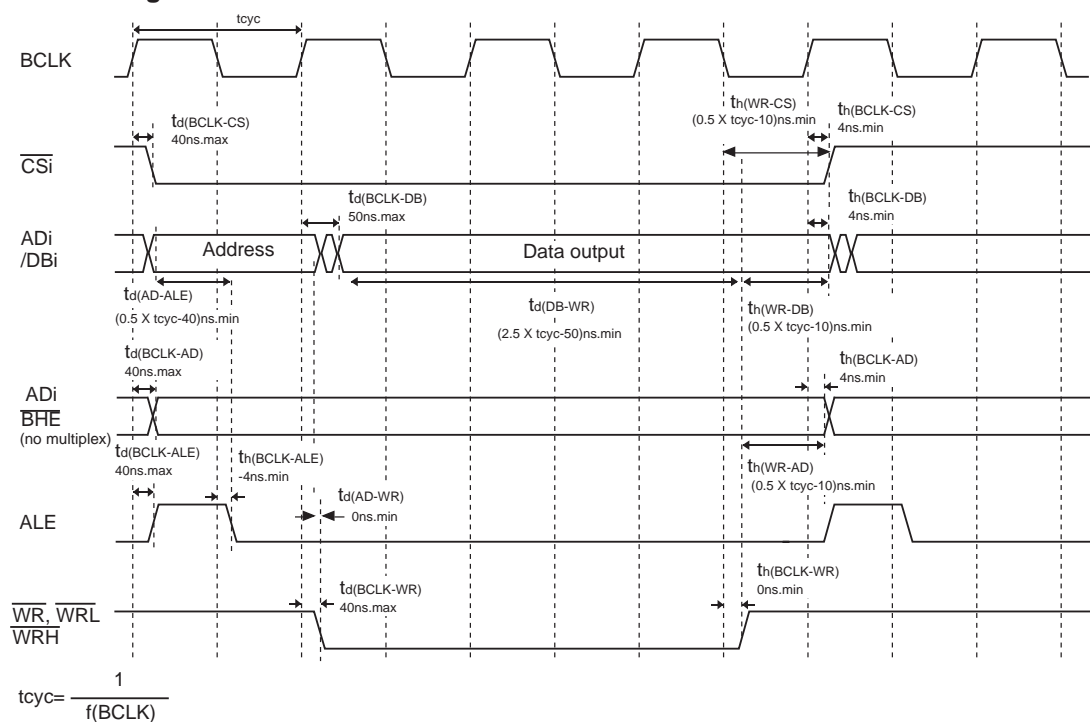 tcyc
BCLK
td(BCLK-CS)
40ns.max
th(WR-CS)
(0.5 X tcyc-10)ns.min
th(BCLK-CS)
4ns.min
CSi
td(BCLK-DB)
50ns.max
th(BCLK-DB)
4ns.min
ADi
/DBi
Address
Data output
td(AD-ALE)
(0.5 X tcyc-40)ns.min
td(DB-WR)
(2.5 X tcyc-50)ns.min
th(WR-DB)
(0.5 X tcyc-10)ns.min
td(BCLK-AD)
40ns.max
th(BCLK-AD)
4ns.min
ADi
BHE
(no multiplex)
td(BCLK-ALE)
40ns.max
th(BCLK-ALE)
-4ns.min
td(AD-WR)
0ns.min
th(WR-AD)
(0.5 X tcyc-10)ns.min
ALE
td(BCLK-WR)
40ns.max
th(BCLK-WR)
0ns.min
WR, WRL
WRH
tcyc= 1
f(BCLK)